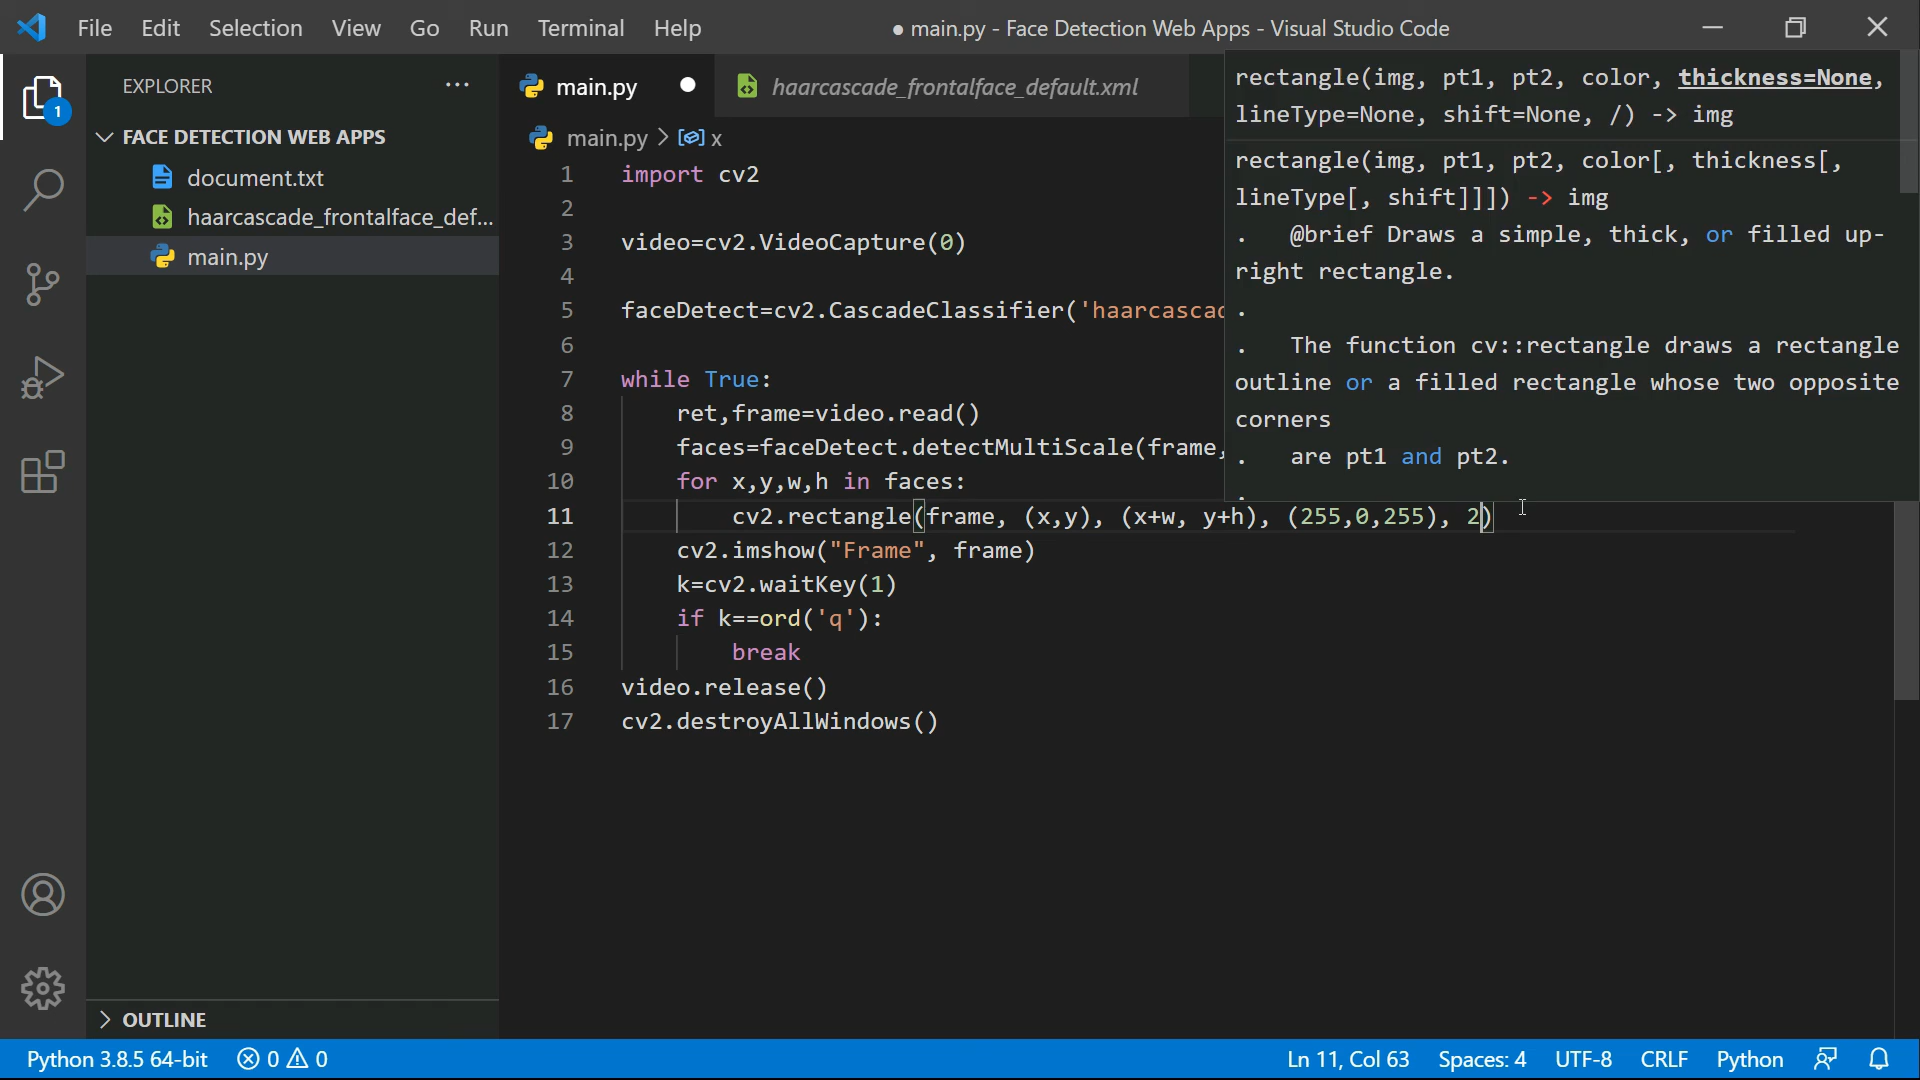 File Edit Selection View Go Run Terminal Help
● main.py - Face Detection Web Apps - Visual Studio Code
EXPLORER ···
1
FACE DETECTION WEB APPS
document.txt
haarcascade_frontalface_def...
main.py
OUTLINE
main.py ●
haarcascade_frontalface_default.xml
main.py > x
1 import cv2
2
3 video=cv2.VideoCapture(0)
4
5 faceDetect=cv2.CascadeClassifier('haarcascad
6
7 while True:
8 ret,frame=video.read()
9 faces=faceDetect.detectMultiScale(frame,
10 for x,y,w,h in faces:
11 cv2.rectangle(frame, (x,y), (x+w, y+h), (255,0,255), 2)
12 cv2.imshow("Frame", frame)
13 k=cv2.waitKey(1)
14 if k==ord('q'):
15 break
16 video.release()
17 cv2.destroyAllWindows()
rectangle(img, pt1, pt2, color, thickness=None,
lineType=None, shift=None, /) -> img
rectangle(img, pt1, pt2, color[, thickness[,
lineType[, shift]]]) -> img
. @brief Draws a simple, thick, or filled up-
right rectangle.
.
. The function cv::rectangle draws a rectangle
outline or a filled rectangle whose two opposite
corners
. are pt1 and pt2.
.
Python 3.8.5 64-bit 0 0
Ln 11, Col 63 Spaces: 4 UTF-8 CRLF Python